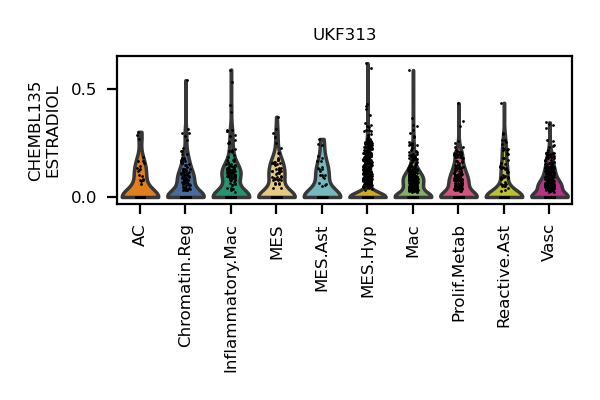 UKF313
CHEMBL135
ESTRADIOL
0.5
0.0
AC
Chromatin.Reg
Inflammatory.Mac
MES
MES.Ast
MES.Hyp
Mac
Prolif.Metab
Reactive.Ast
Vasc